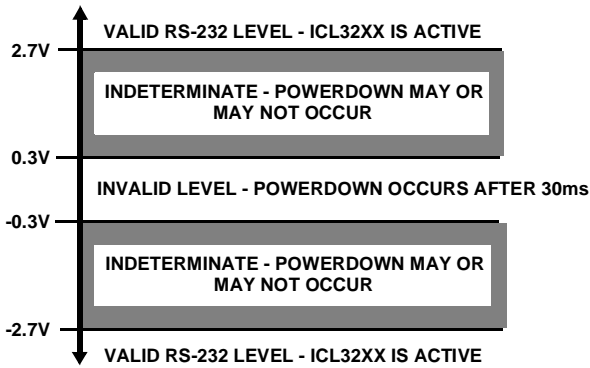 VALID RS-232 LEVEL - ICL32XX IS ACTIVE
2.7V
INDETERMINATE - POWERDOWN MAY OR
MAY NOT OCCUR
0.3V
INVALID LEVEL - POWERDOWN OCCURS AFTER 30ms
-0.3V
INDETERMINATE - POWERDOWN MAY OR
MAY NOT OCCUR
-2.7V
VALID RS-232 LEVEL - ICL32XX IS ACTIVE